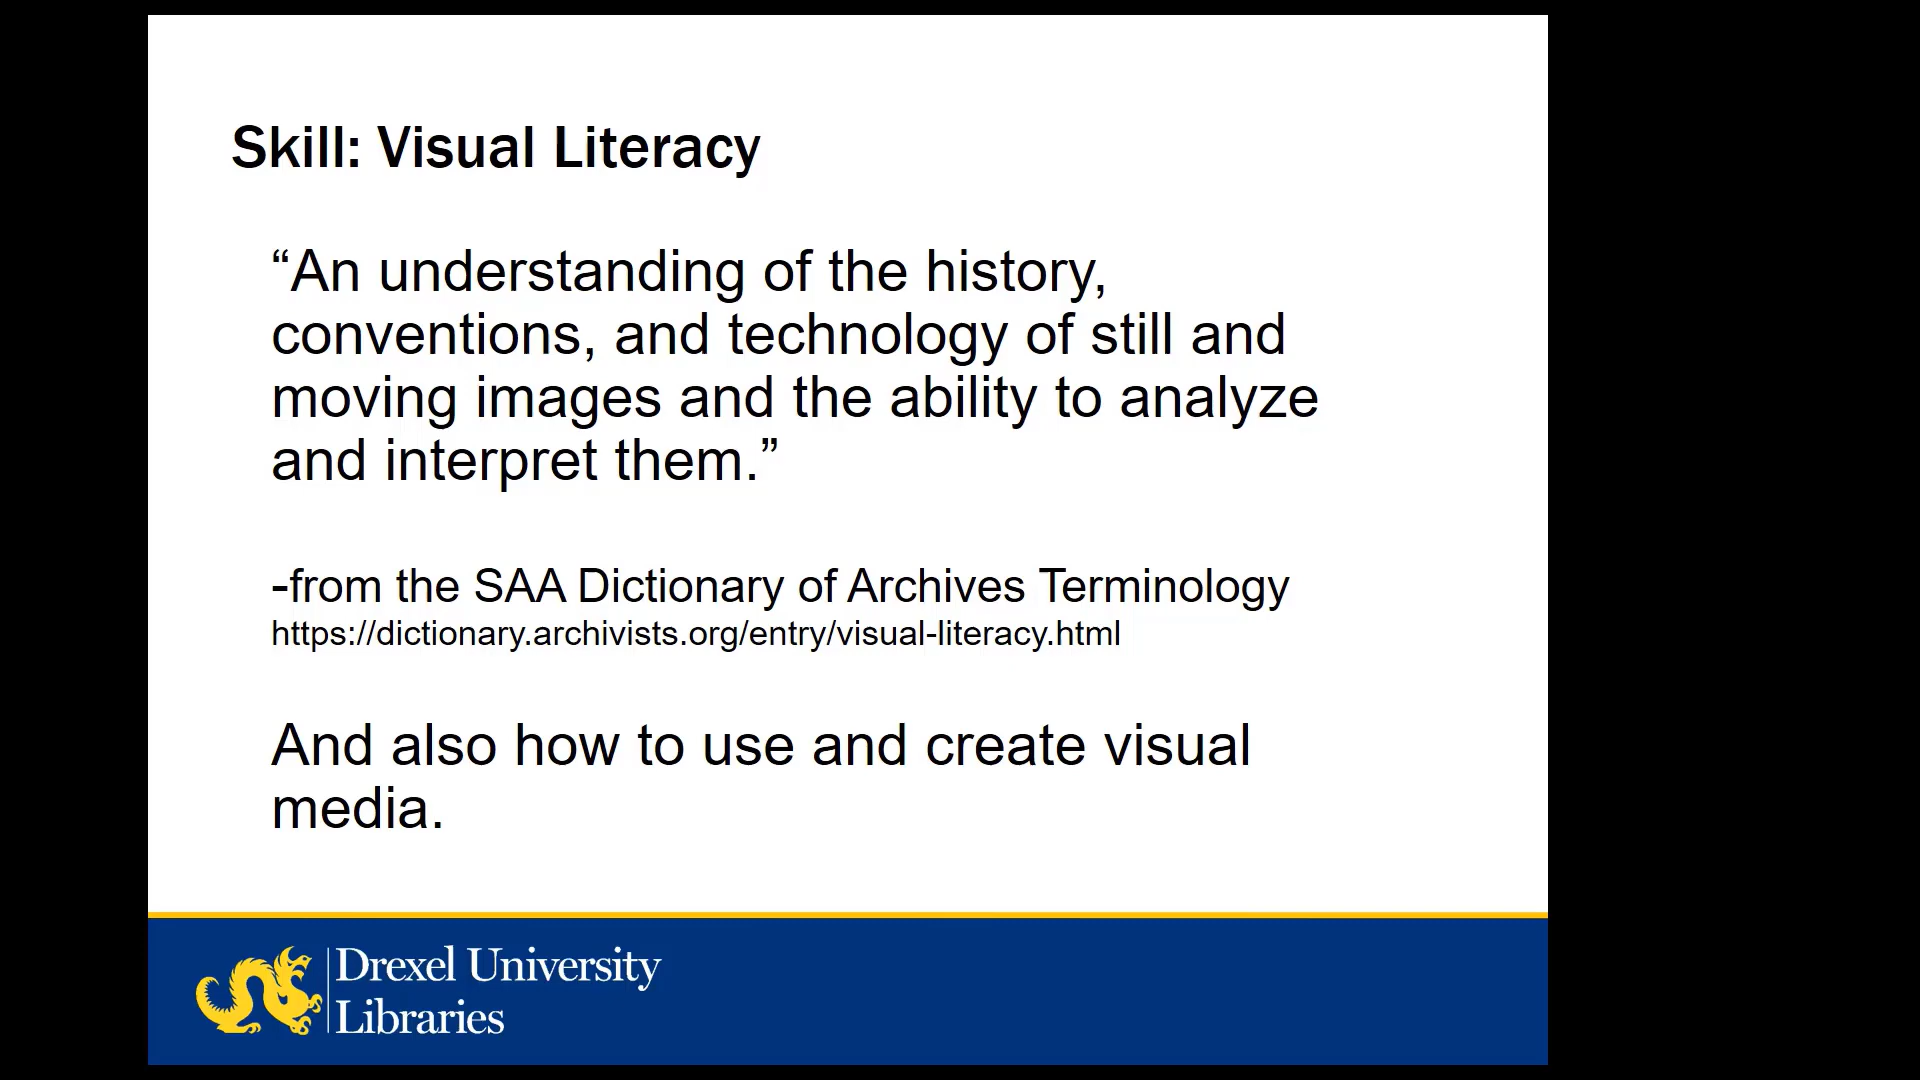 Skill: Visual Literacy
“An understanding of the history,
conventions, and technology of still and
moving images and the ability to analyze
and interpret them.”
-from the SAA Dictionary of Archives Terminology
https://dictionary.archivists.org/entry/visual-literacy.html
And also how to use and create visual
media.
Drexel University
Libraries